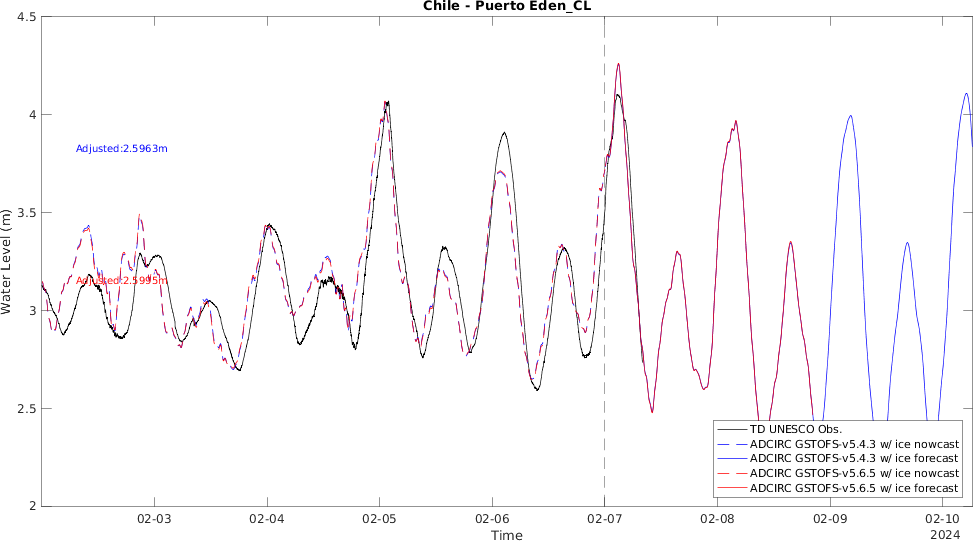 Chile - Puerto Eden_CL
4.5
4
3.5
3
2.5
2
Water Level (m)
Adjusted:2.5963m
Adjusted:2.5995m
TD UNESCO Obs.
ADCIRC GSTOFS-v5.4.3 w/ ice nowcast
ADCIRC GSTOFS-v5.4.3 w/ ice forecast
ADCIRC GSTOFS-v5.6.5 w/ ice nowcast
ADCIRC GSTOFS-v5.6.5 w/ ice forecast
02-03 02-04 02-05 02-06 02-07 02-08 02-09 02-10
Time 2024